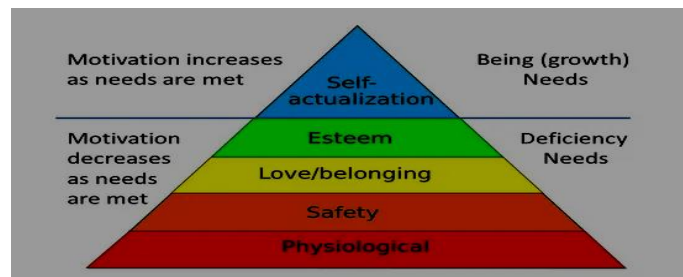 Motivation increases
as needs are met
Being (growth)
Needs
Self-
actualization
Motivation
decreases
as needs
are met
Esteem
Deficiency
Needs
Love/belonging
Safety
Physiological